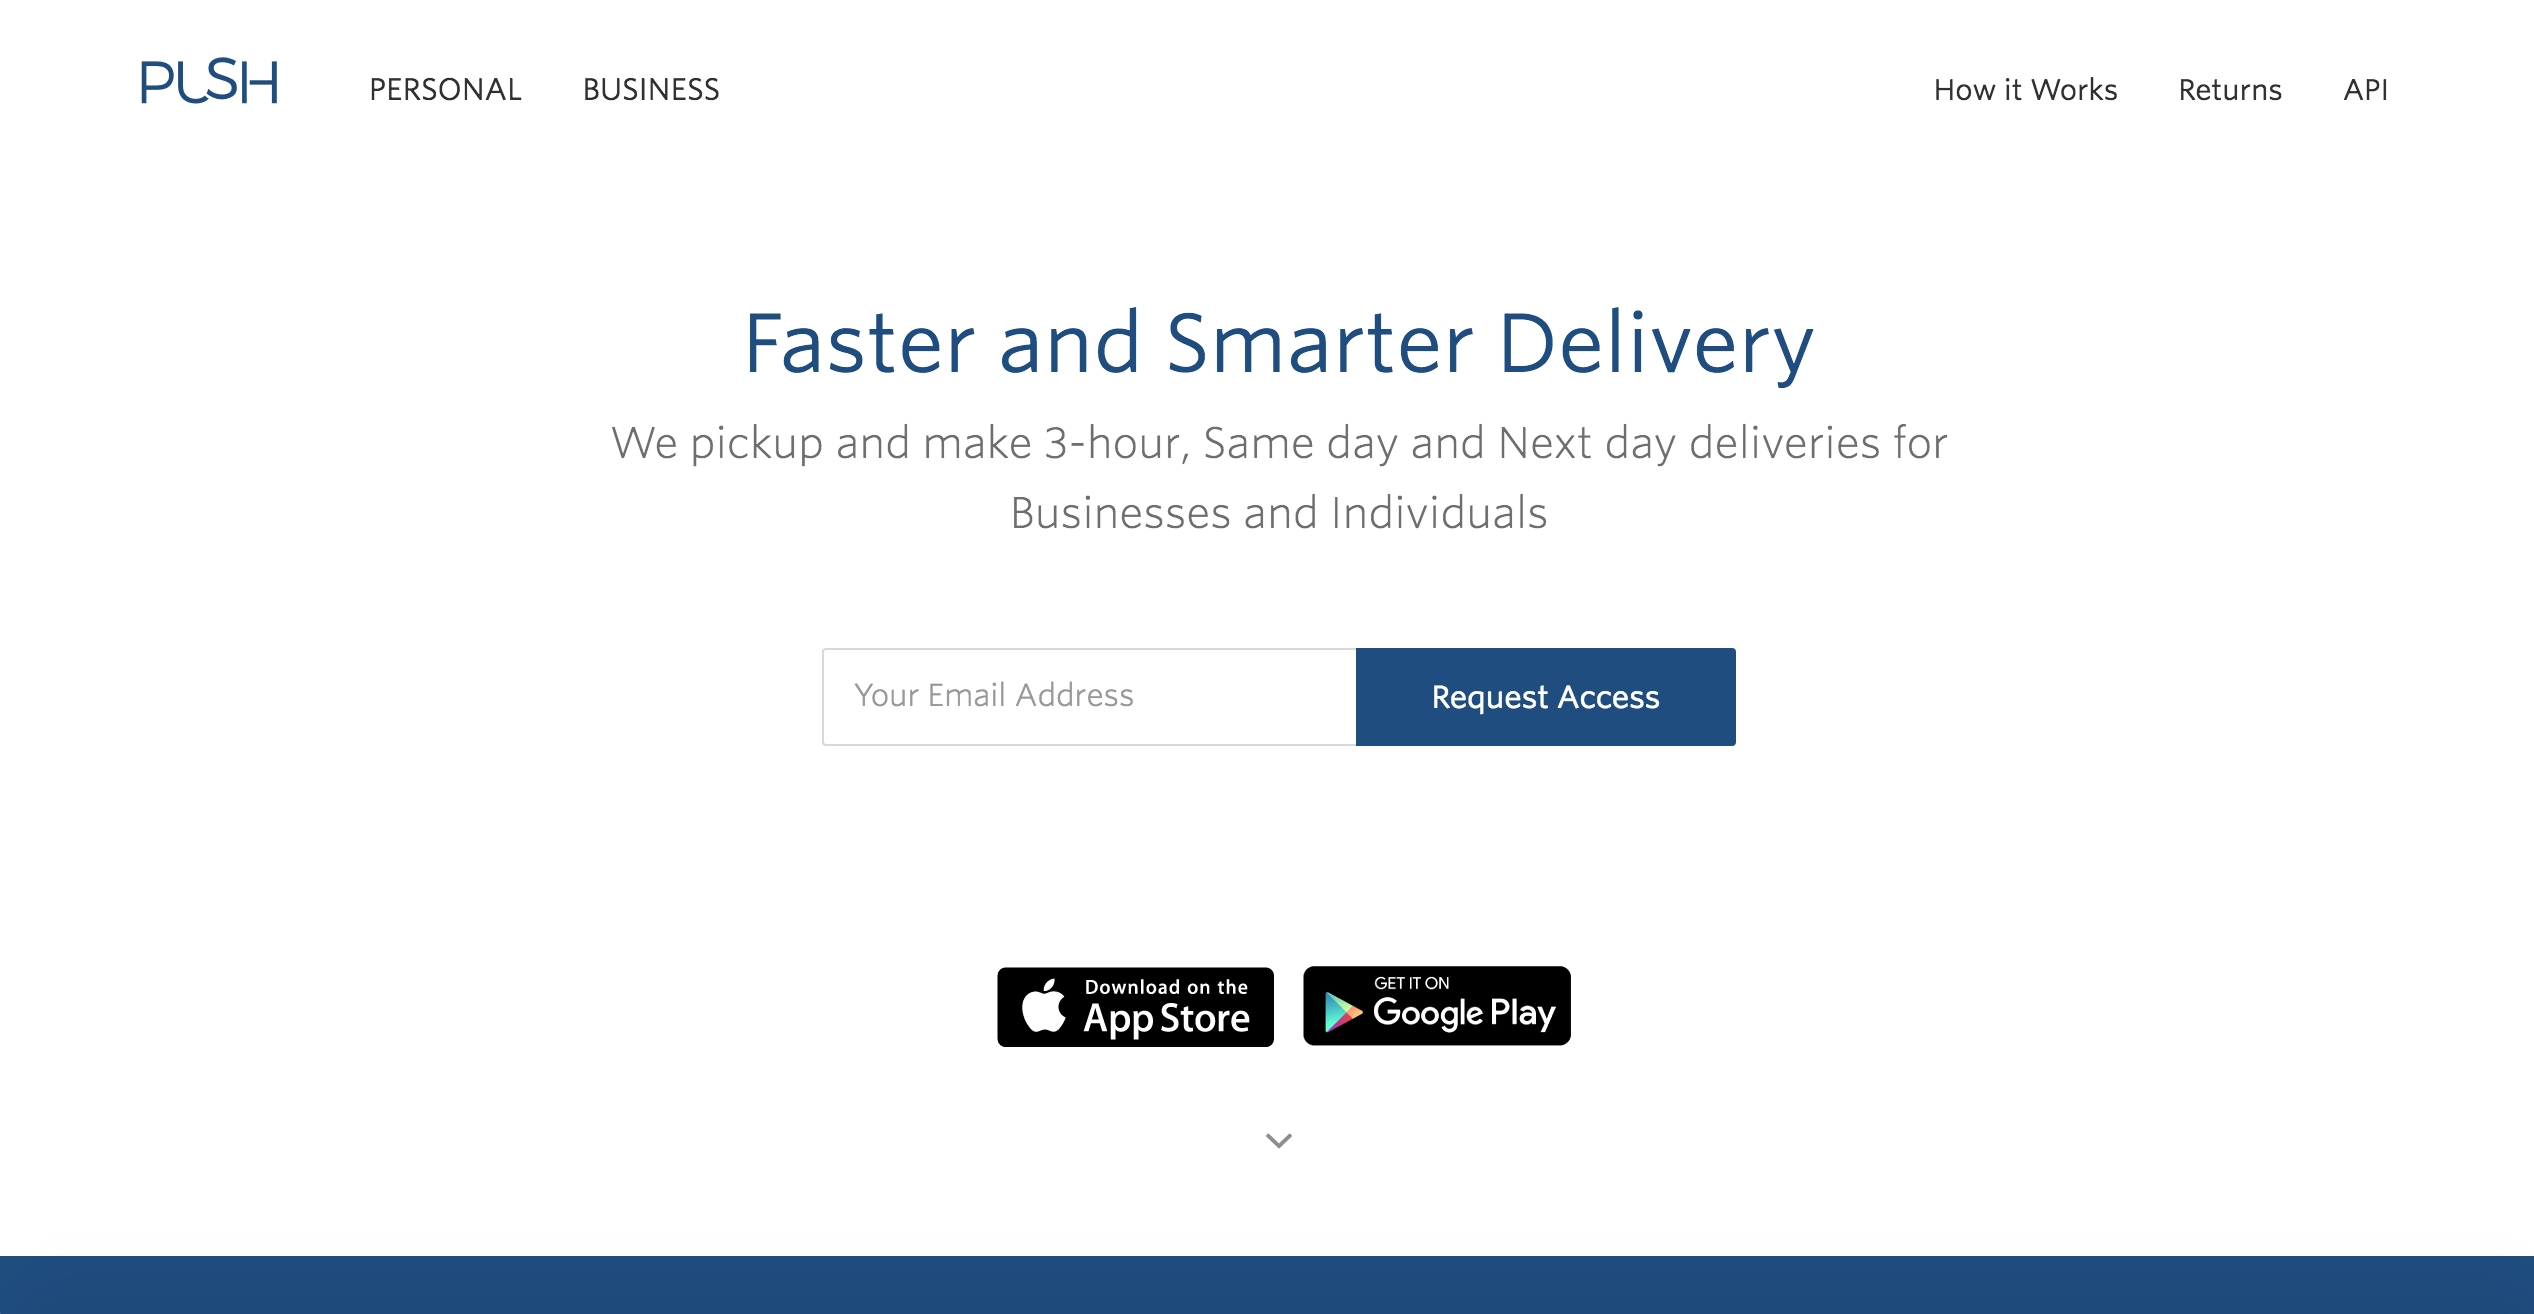 PUSH
PERSONAL
BUSINESS
How it Works
Returns
API
Faster and Smarter Delivery
We pickup and make 3-hour, Same day and Next day deliveries for
Businesses and Individuals
Your Email Address
Request Access
Download on the
App Store
GET IT ON
Google Play